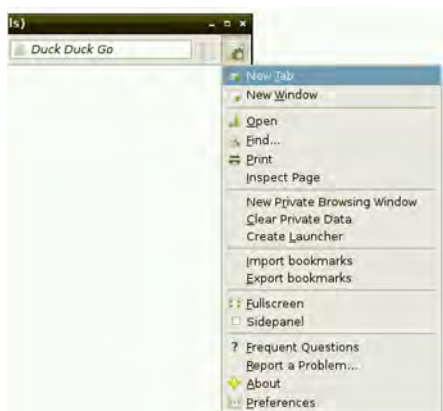 ls)
Duck Duck Go
New Tab
New Window
Open
Find...
Print
Inspect Page
New Private Browsing Window
Clear Private Data
Create Launcher
Import bookmarks
Export bookmarks
Fullscreen
Sidepanel
? Frequent Questions
Report a Problem...
About
Preferences